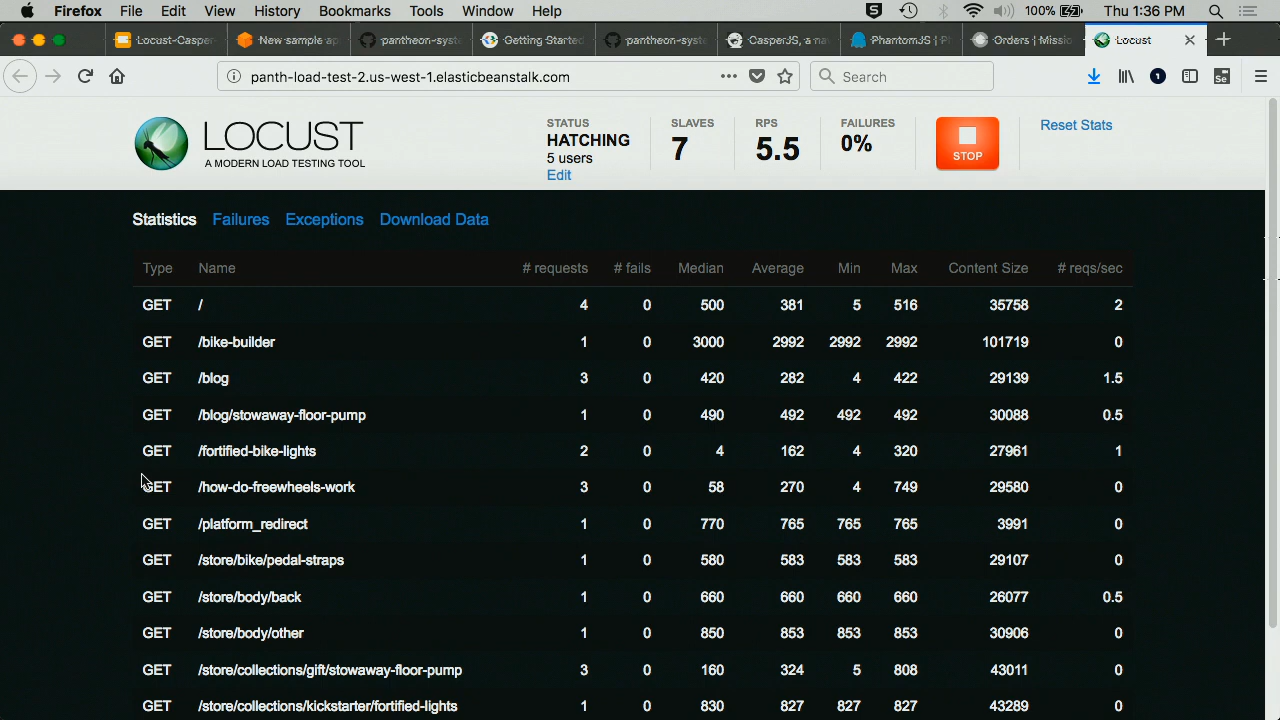 Firefox File Edit View History Bookmarks Tools Window Help 100% Thu 1:36 PM
Locust-Casper New sample ap pantheon-syste Getting Started pantheon-syste CasperJS, a na PhantomJS | P Orders | Missio Locust
panth-load-test-2.us-west-1.elasticbeanstalk.com Search 1 Se
LOCUST
A MODERN LOAD TESTING TOOL
STATUS
HATCHING
5 users
Edit
SLAVES
7
RPS
5.5
FAILURES
0%
STOP
Reset Stats
Statistics Failures Exceptions Download Data
Type Name # requests # fails Median Average Min Max Content Size # reqs/sec
GET / 4 0 500 381 5 516 35758 2
GET /bike-builder 1 0 3000 2992 2992 2992 101719 0
GET /blog 3 0 420 282 4 422 29139 1.5
GET /blog/stowaway-floor-pump 1 0 490 492 492 492 30088 0.5
GET /fortified-bike-lights 2 0 4 162 4 320 27961 1
GET /how-do-freewheels-work 3 0 58 270 4 749 29580 0
GET /platform_redirect 1 0 770 765 765 765 3991 0
GET /store/bike/pedal-straps 1 0 580 583 583 583 29107 0
GET /store/body/back 1 0 660 660 660 660 26077 0.5
GET /store/body/other 1 0 850 853 853 853 30906 0
GET /store/collections/gift/stowaway-floor-pump 3 0 160 324 5 808 43011 0
GET /store/collections/kickstarter/fortified-lights 1 0 830 827 827 827 43289 0